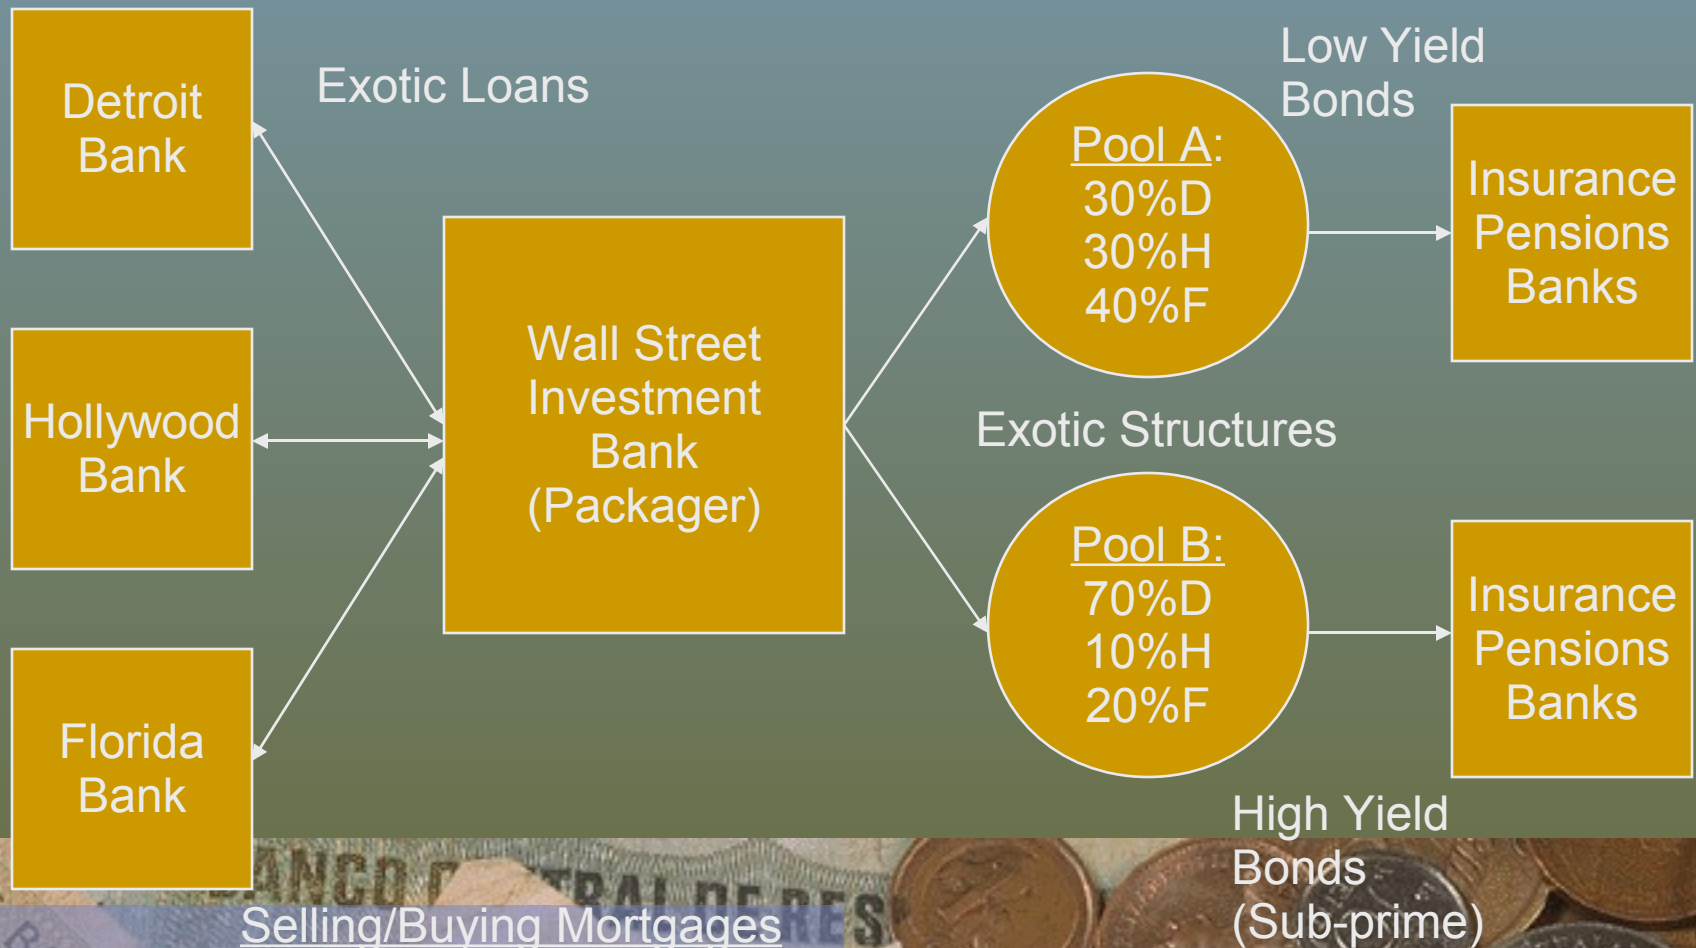 Detroit
Bank
Exotic Loans
Hollywood
Bank
Florida
Bank
Wall Street
Investment
Bank
(Packager)
Pool A:
30%D
30%H
40%F
Low Yield
Bonds
Insurance
Pensions
Banks
Exotic Structures
Pool B:
70%D
10%H
20%F
Insurance
Pensions
Banks
High Yield
Bonds
(Sub-prime)
Selling/Buying Mortgages